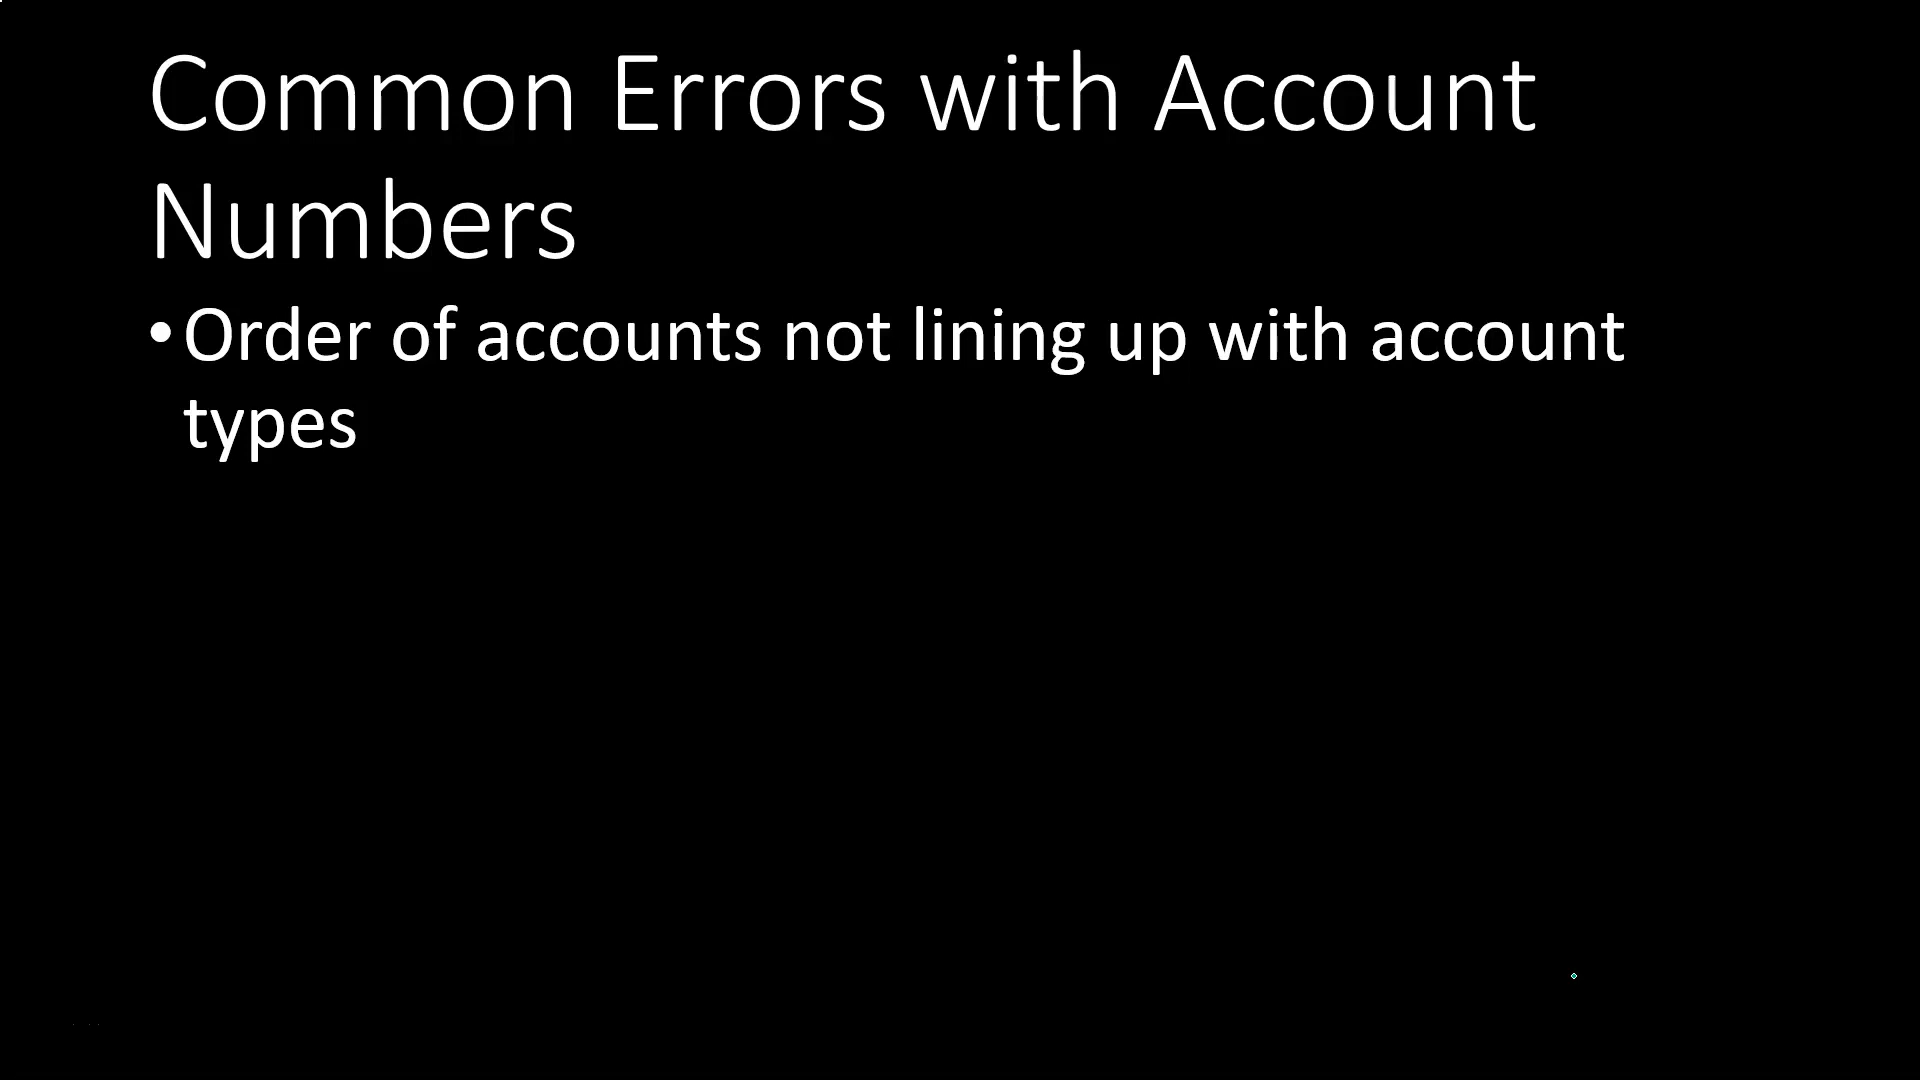 Common Errors with Account
Numbers
•Order of accounts not lining up with account
types